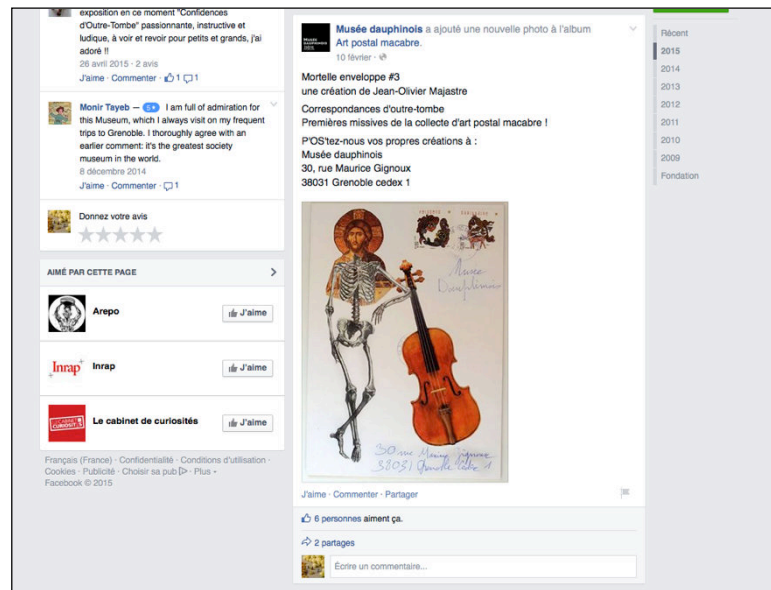 exposition en ce moment "Confidences
d'Outre-Tombe" passionnante, instructive et
ludique, à voir et revoir pour petits et grands, j'ai
adoré !!
26 avril 2015 · 2 avis
J'aime · Commenter · 1 1
Monir Tayeb — 5★ I am full of admiration for
this Museum, which I always visit on my frequent
trips to Grenoble. I thoroughly agree with an
earlier comment: it's the greatest society
museum in the world.
8 décembre 2014
J'aime · Commenter · 1
Donnez votre avis
AIMÉ PAR CETTE PAGE
Arepo
J'aime
Inrap
Inrap
J'aime
CURIOSITÉS
Le cabinet de curiosités
J'aime
Français (France) · Confidentialité · Conditions d'utilisation ·
Cookies · Publicité · Choisir sa pub · Plus
Facebook © 2015
Musée dauphinois a ajouté une nouvelle photo à l'album
Art postal macabre.
10 février ·
Mortelle enveloppe #3
une création de Jean-Olivier Majastre
Correspondances d'outre-tombe
Premières missives de la collecte d'art postal macabre !
P'OS'tez-nous vos propres créations à :
Musée dauphinois
30, rue Maurice Gignoux
38031 Grenoble cedex 1
Musée
Dauphinois
30 rue Maurice Gignoux
38031 Grenoble Cedex 1
J'aime · Commenter · Partager
6 personnes aiment ça.
2 partages
Écrire un commentaire...
Récent
2015
2014
2013
2012
2011
2010
2009
Fondation